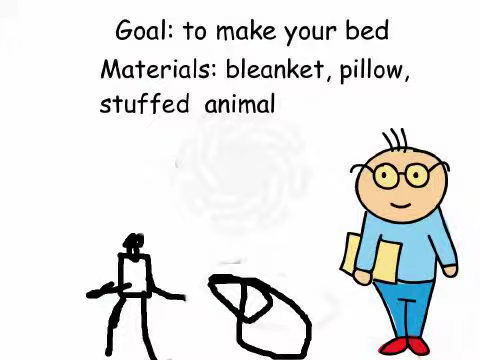 Goal: to make your bed
Materials: bleanket, pillow,
stuffed animal